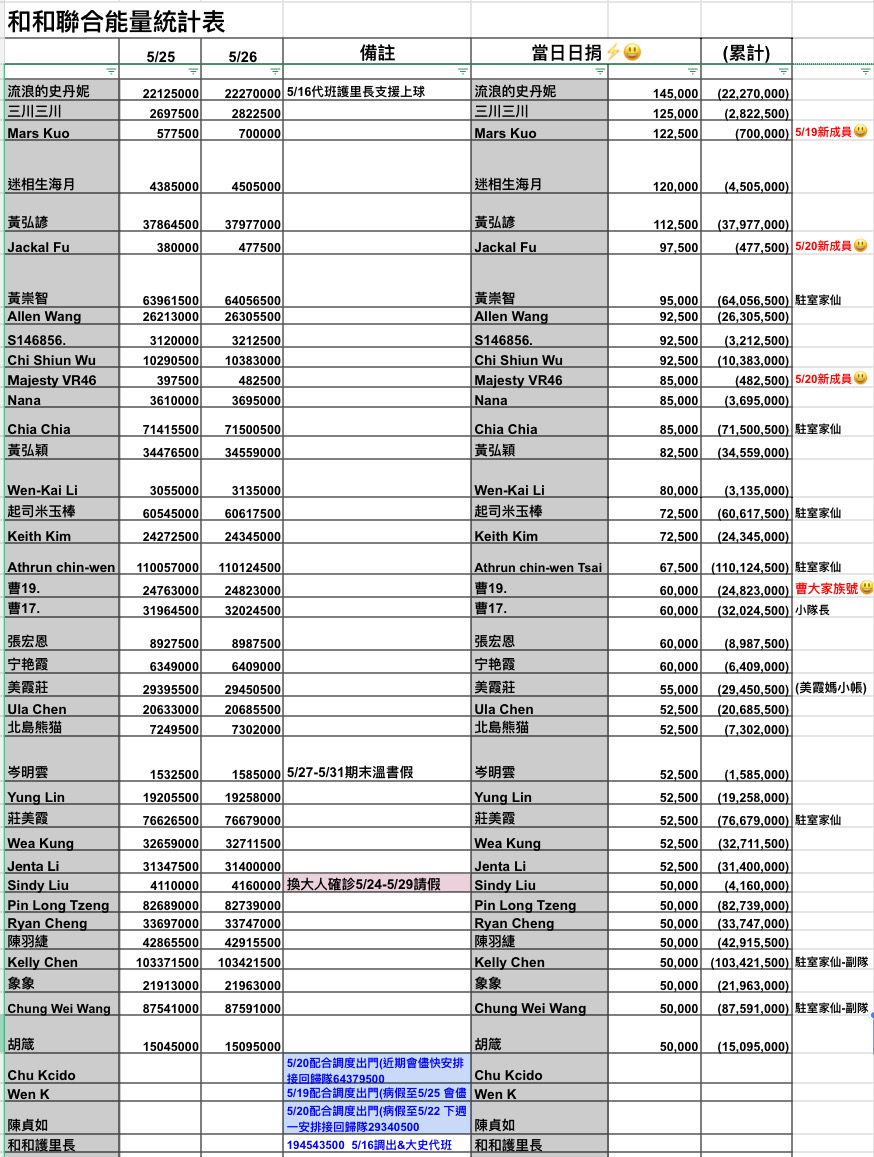 和和聯合能量統計表
5/25 5/26 備註 當日日捐⚡😃 (累計)
流浪的史丹妮 22125000 22270000 5/16代班護里長支援上球 流浪的史丹妮 145,000 (22,270,000)
三川三川 2697500 2822500 三川三川 125,000 (2,822,500)
Mars Kuo 577500 700000 Mars Kuo 122,500 (700,000) 5/19新成員😃
迷相生海月 4385000 4505000 迷相生海月 120,000 (4,505,000)
黃弘諺 37864500 37977000 黃弘諺 112,500 (37,977,000)
Jackal Fu 380000 477500 Jackal Fu 97,500 (477,500) 5/20新成員😃
黃崇智 63961500 64056500 黃崇智 95,000 (64,056,500) 駐室家仙
Allen Wang 26213000 26305500 Allen Wang 92,500 (26,305,500)
S146856. 3120000 3212500 S146856. 92,500 (3,212,500)
Chi Shiun Wu 10290500 10383000 Chi Shiun Wu 92,500 (10,383,000)
Majesty VR46 397500 482500 Majesty VR46 85,000 (482,500) 5/20新成員😃
Nana 3610000 3695000 Nana 85,000 (3,695,000)
Chia Chia 71415500 71500500 Chia Chia 85,000 (71,500,500) 駐室家仙
黃弘穎 34476500 34559000 黃弘穎 82,500 (34,559,000)
Wen-Kai Li 3055000 3135000 Wen-Kai Li 80,000 (3,135,000)
起司米玉棒 60545000 60617500 起司米玉棒 72,500 (60,617,500) 駐室家仙
Keith Kim 24272500 24345000 Keith Kim 72,500 (24,345,000)
Athrun chin-wen 110057000 110124500 Athrun chin-wen Tsai 67,500 (110,124,500) 駐室家仙
曹19. 24763000 24823000 曹19. 60,000 (24,823,000) 曹大家族號😃
曹17. 31964500 32024500 曹17. 60,000 (32,024,500) 小隊長
張宏恩 8927500 8987500 張宏恩 60,000 (8,987,500)
宁艳霞 6349000 6409000 宁艳霞 60,000 (6,409,000)
美霞莊 29395500 29450500 美霞莊 55,000 (29,450,500) (美霞媽小帳)
Ula Chen 20633000 20685500 Ula Chen 52,500 (20,685,500)
北島熊猫 7249500 7302000 北島熊猫 52,500 (7,302,000)
岑明雲 1532500 1585000 5/27-5/31期末溫書假 岑明雲 52,500 (1,585,000)
Yung Lin 19205500 19258000 Yung Lin 52,500 (19,258,000)
莊美霞 76626500 76679000 莊美霞 52,500 (76,679,000) 駐室家仙
Wea Kung 32659000 32711500 Wea Kung 52,500 (32,711,500)
Jenta Li 31347500 31400000 Jenta Li 52,500 (31,400,000)
Sindy Liu 4110000 4160000 換大人確診5/24-5/29請假 Sindy Liu 50,000 (4,160,000)
Pin Long Tzeng 82689000 82739000 Pin Long Tzeng 50,000 (82,739,000)
Ryan Cheng 33697000 33747000 Ryan Cheng 50,000 (33,747,000)
陳羽緁 42865500 42915500 陳羽緁 50,000 (42,915,500)
Kelly Chen 103371500 103421500 Kelly Chen 50,000 (103,421,500) 駐室家仙-副隊
象象 21913000 21963000 象象 50,000 (21,963,000)
Chung Wei Wang 87541000 87591000 Chung Wei Wang 50,000 (87,591,000) 駐室家仙-副隊
胡箴 15045000 15095000 胡箴 50,000 (15,095,000)
5/20配合調度出門(近期會儘快安排
接回歸隊64379500
Chu Kcido Chu Kcido
Wen K 5/19配合調度出門(病假至5/25 會儘 Wen K
5/20配合調度出門(病假至5/22 下週
一安排接回歸隊29340500
陳貞如 陳貞如
和和護里長 194543500 5/16調出&大史代班 和和護里長